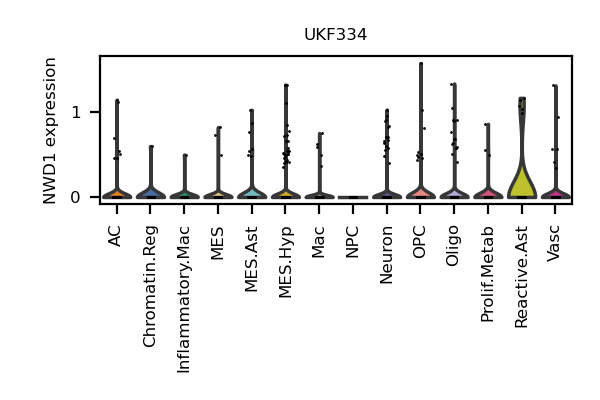 UKF334
NWD1 expression
1
0
AC
Chromatin.Reg
Inflammatory.Mac
MES
MES.Ast
MES.Hyp
Mac
NPC
Neuron
OPC
Oligo
Prolif.Metab
Reactive.Ast
Vasc